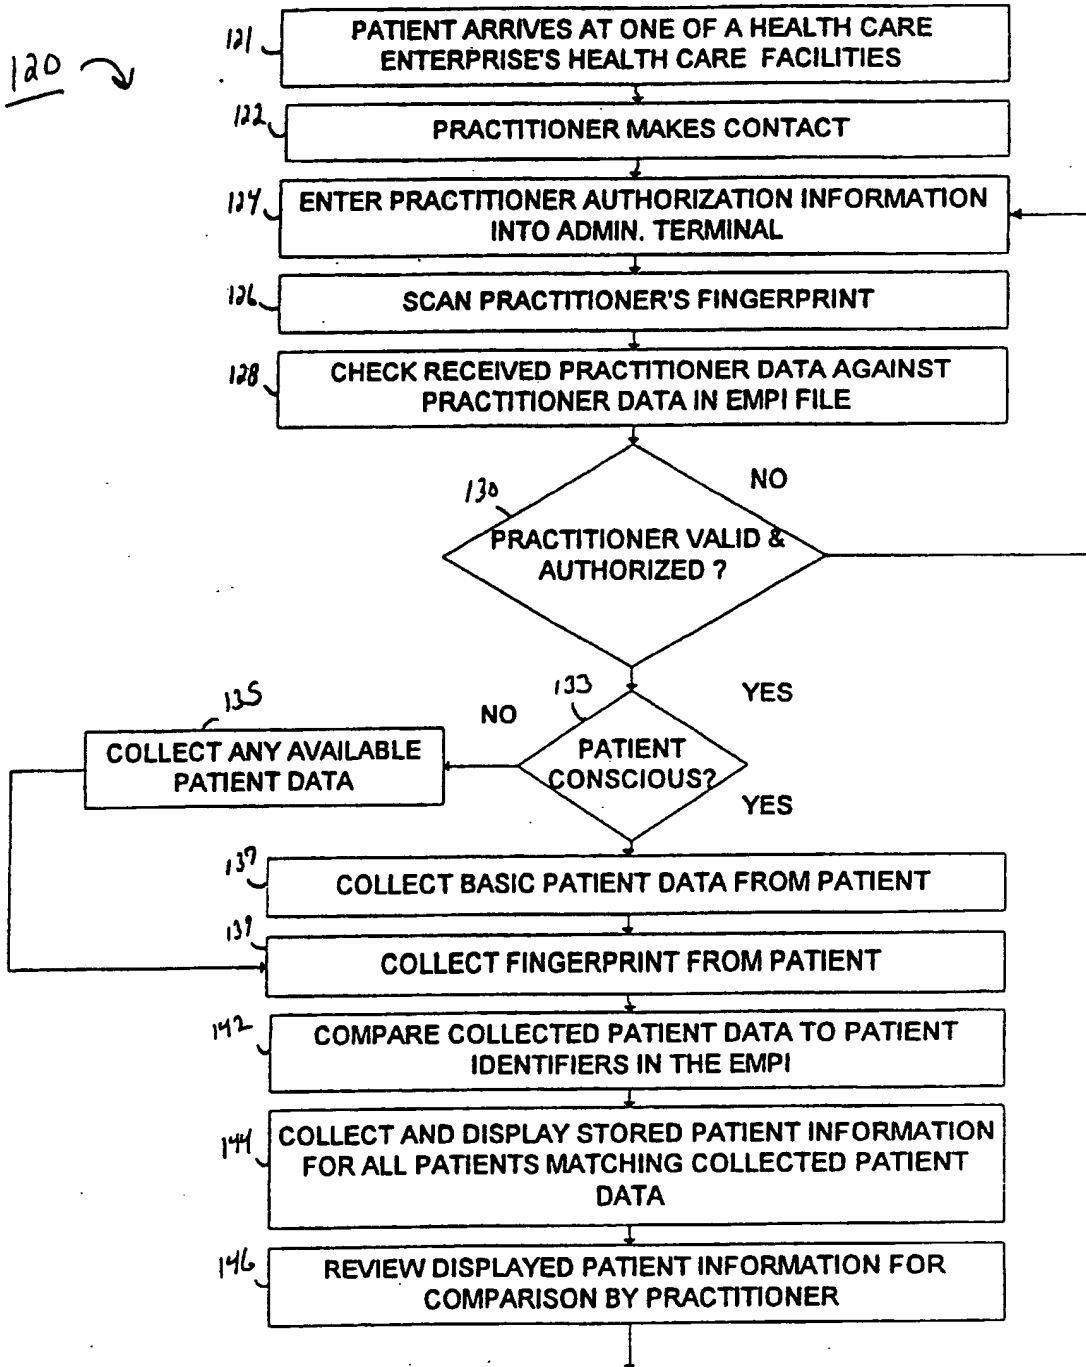 120
121
PATIENT ARRIVES AT ONE OF A HEALTH CARE
ENTERPRISE'S HEALTH CARE FACILITIES
122
PRACTITIONER MAKES CONTACT
124
ENTER PRACTITIONER AUTHORIZATION INFORMATION
INTO ADMIN. TERMINAL
126
SCAN PRACTITIONER'S FINGERPRINT
128
CHECK RECEIVED PRACTITIONER DATA AGAINST
PRACTITIONER DATA IN EMPI FILE
130
NO
PRACTITIONER VALID &
AUTHORIZED ?
133
YES
135
NO
COLLECT ANY AVAILABLE
PATIENT DATA
PATIENT
CONSCIOUS?
YES
137
COLLECT BASIC PATIENT DATA FROM PATIENT
139
COLLECT FINGERPRINT FROM PATIENT
142
COMPARE COLLECTED PATIENT DATA TO PATIENT
IDENTIFIERS IN THE EMPI
144
COLLECT AND DISPLAY STORED PATIENT INFORMATION
FOR ALL PATIENTS MATCHING COLLECTED PATIENT
DATA
146
REVIEW DISPLAYED PATIENT INFORMATION FOR
COMPARISON BY PRACTITIONER